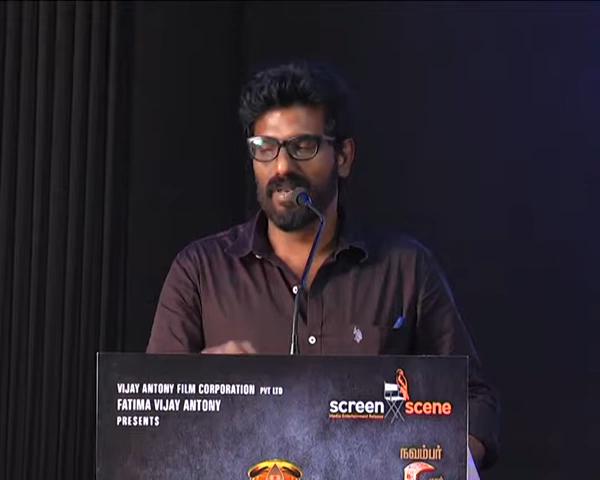 VIJAY ANTONY FILM CORPORATION PVT LTD
FATIMA VIJAY ANTONY
PRESENTS
screen SCENE
Media Entertainment Release
நவம்பர்